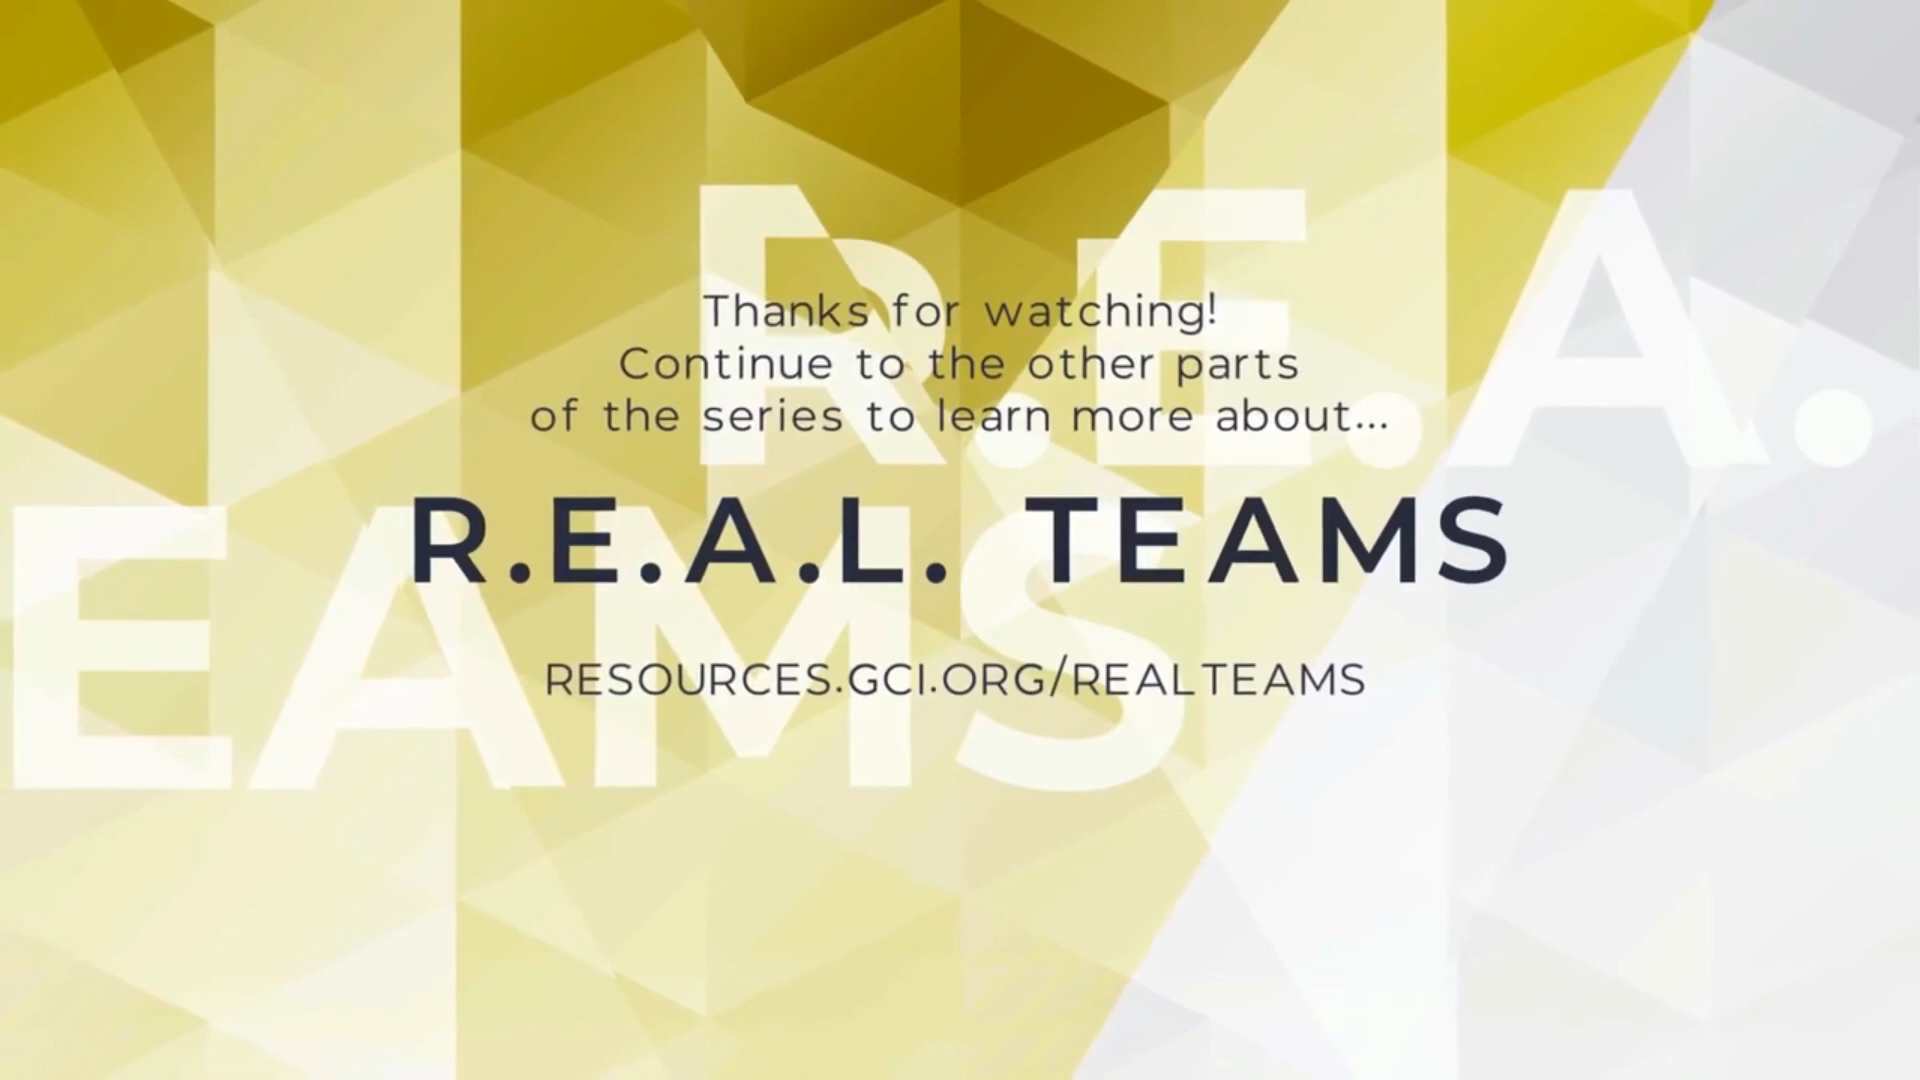 Thanks for watching!
Continue to the other parts
of the series to learn more about...
R.E.A.L. TEAMS
RESOURCES.GCI.ORG/REALTEAMS
R.E.A.
EAMS